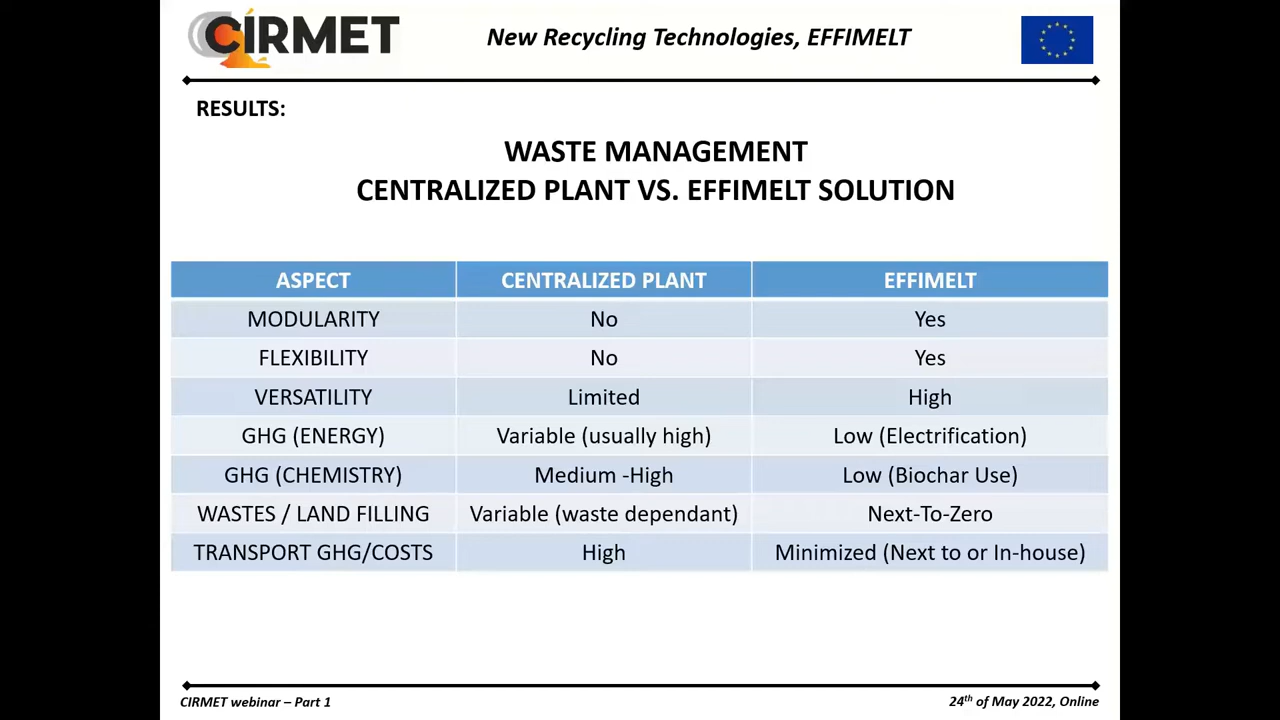 CIRMET
New Recycling Technologies, EFFIMELT
RESULTS:
WASTE MANAGEMENT
CENTRALIZED PLANT VS. EFFIMELT SOLUTION
ASPECT CENTRALIZED PLANT EFFIMELT
MODULARITY No Yes
FLEXIBILITY No Yes
VERSATILITY Limited High
GHG (ENERGY) Variable (usually high) Low (Electrification)
GHG (CHEMISTRY) Medium -High Low (Biochar Use)
WASTES / LAND FILLING Variable (waste dependant) Next-To-Zero
TRANSPORT GHG/COSTS High Minimized (Next to or In-house)
CIRMET webinar – Part 1
24th of May 2022, Online